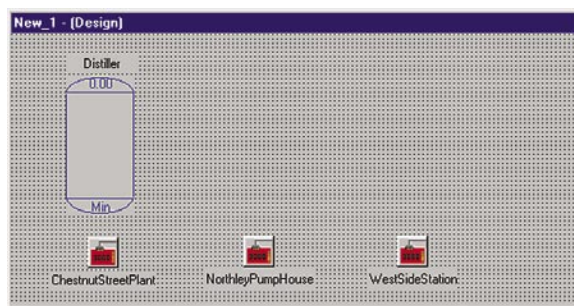 New_1 - (Design)
Distiller
0.00
Min
ChestnutStreetPlant
NorthleyPumpHouse
WestSideStation